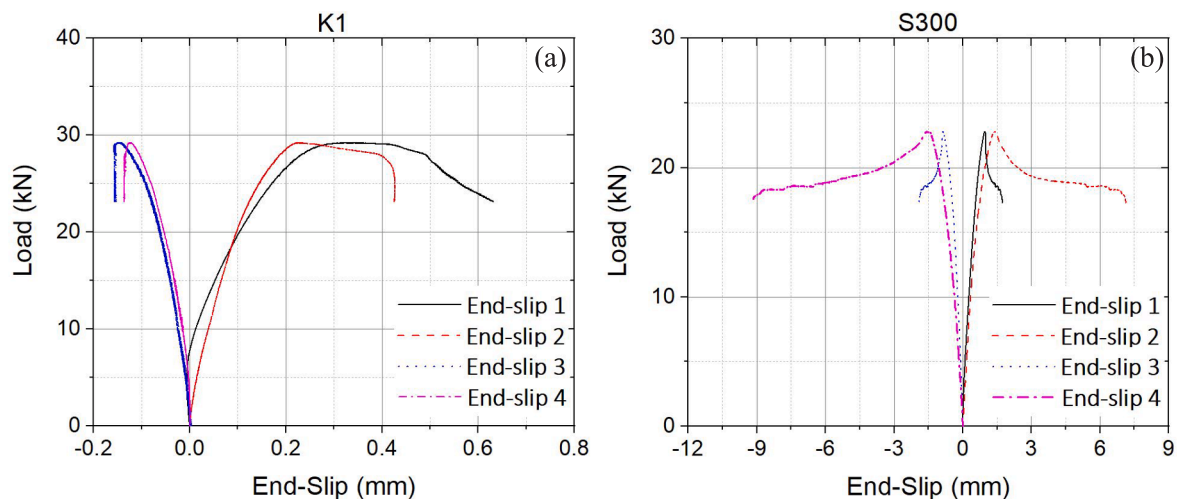 K1
(a)
40
30
20
10
0
Load (kN)
-0.2
0.0
0.2
0.4
0.6
0.8
End-Slip (mm)
End-slip 1
End-slip 2
End-slip 3
End-slip 4
S300
(b)
30
20
10
0
Load (kN)
-12
-9
-6
-3
0
3
6
9
End-Slip (mm)
End-slip 1
End-slip 2
End-slip 3
End-slip 4